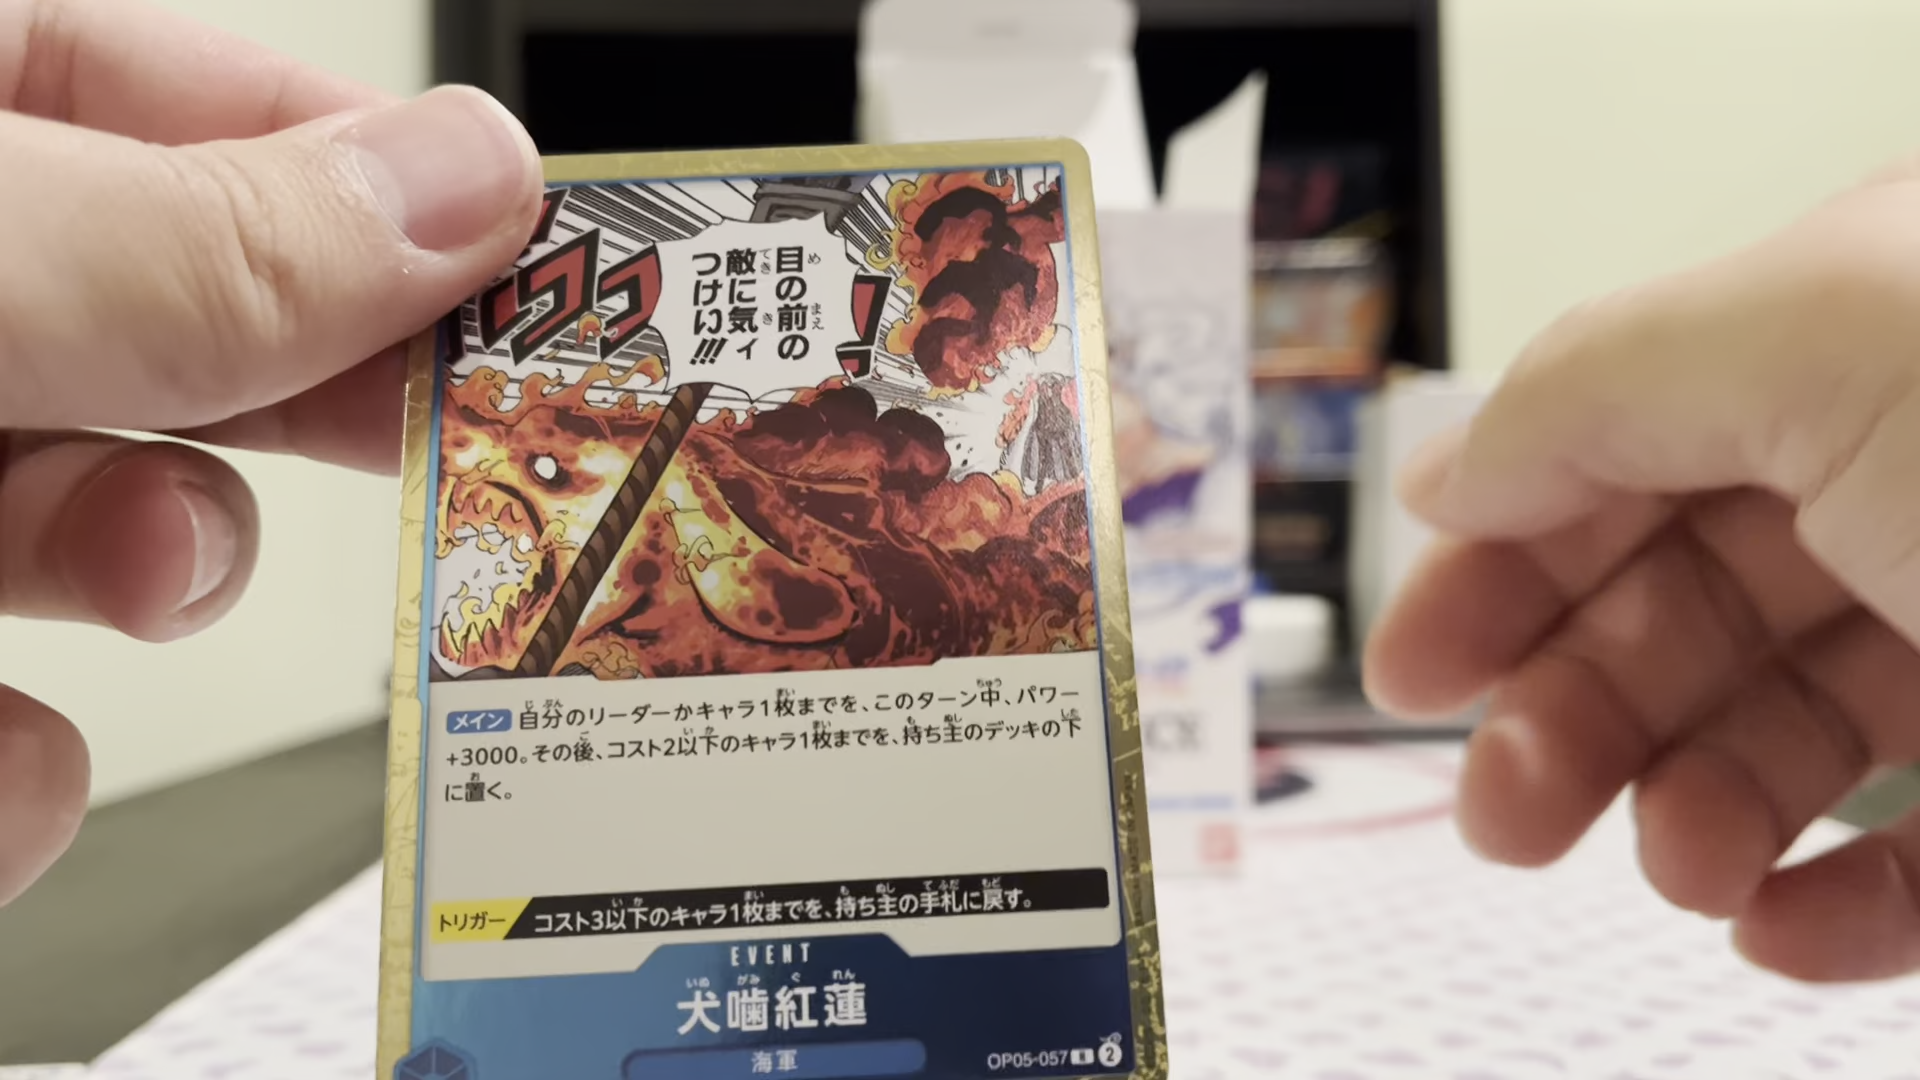 目の前の
敵に気ィ
つけい!!!
メイン 自分のリーダーかキャラ1枚までを、このターン中、パワー
+3000。その後、コスト2以下のキャラ1枚までを、持ち主のデッキの下
に置く。
トリガー コスト3以下のキャラ1枚までを、持ち主の手札に戻す。
EVENT
犬噛紅蓮
海軍
OP05-057 R 2